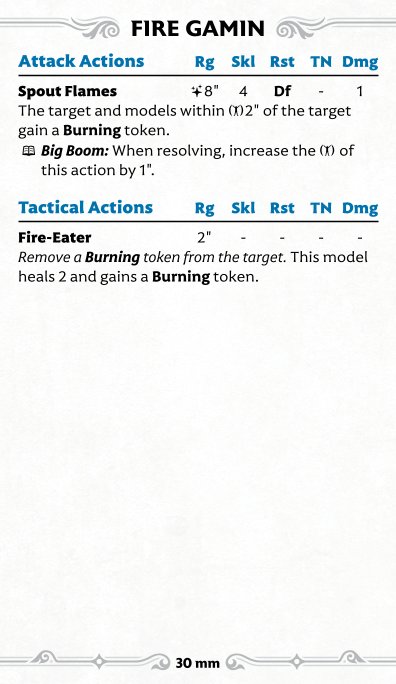 FIRE GAMIN
Attack Actions Rg Skl Rst TN Dmg
Spout Flames 8" 4 Df - 1
The target and models within 2" of the target
gain a Burning token.
Big Boom: When resolving, increase the of
this action by 1".
Tactical Actions Rg Skl Rst TN Dmg
Fire-Eater 2" - - - -
Remove a Burning token from the target. This model
heals 2 and gains a Burning token.
30 mm